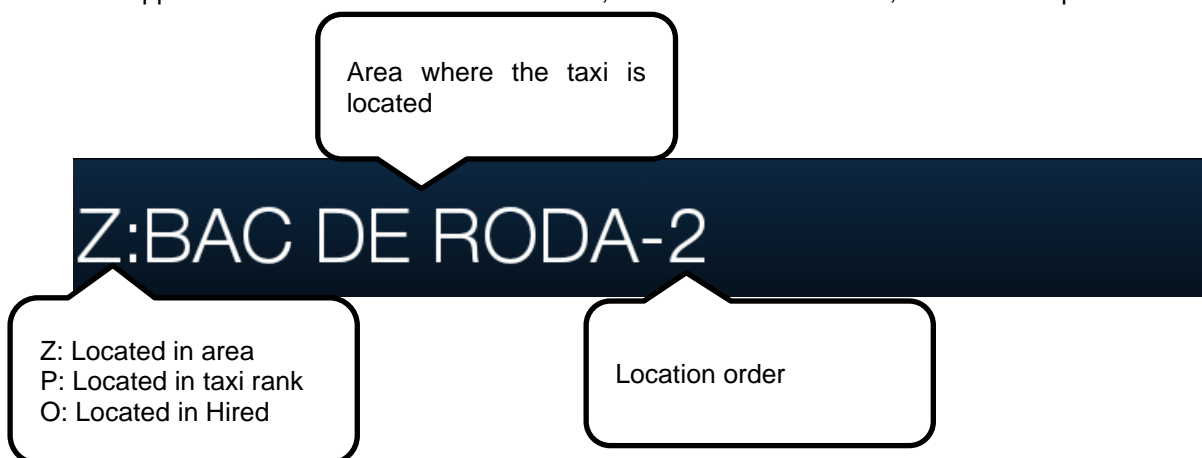 Area where the taxi is
located
Z:BAC DE RODA-2
Z: Located in area
P: Located in taxi rank
O: Located in Hired
Location order